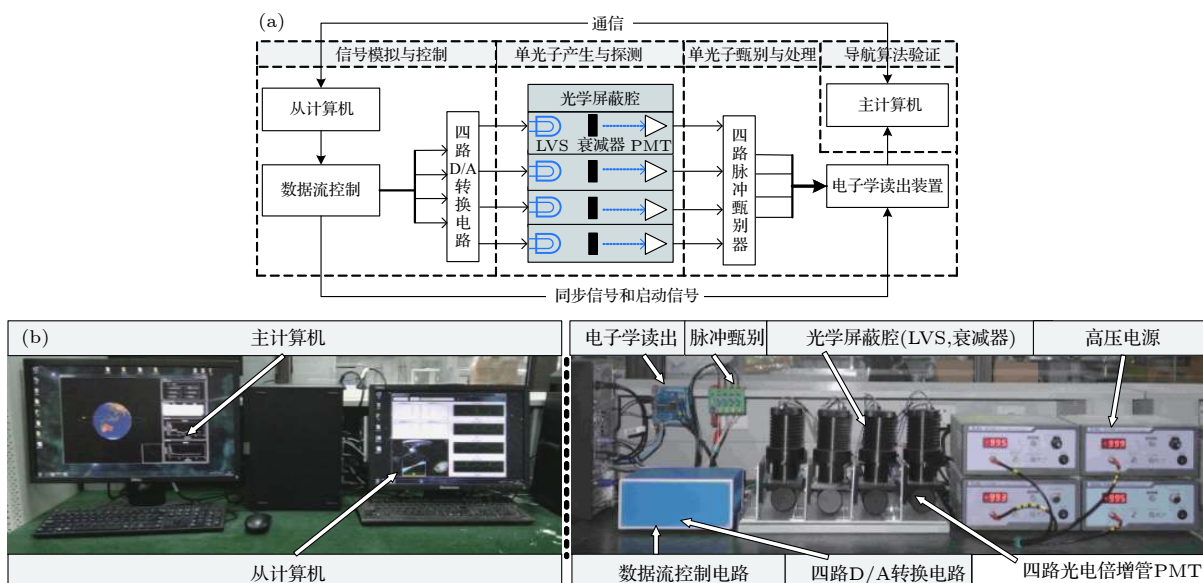 (a)
通信
信号模拟与控制
单光子产生与探测
单光子甄别与处理
导航算法验证
从计算机
数据流控制
四路D/A转换电路
光学屏蔽腔
LVS 衰减器 PMT
四路脉冲甄别器
主计算机
电子学读出装置
同步信号和启动信号
(b)
主计算机
电子学读出
脉冲甄别
光学屏蔽腔(LVS,衰减器)
高压电源
从计算机
数据流控制电路
四路D/A转换电路
四路光电倍增管PMT